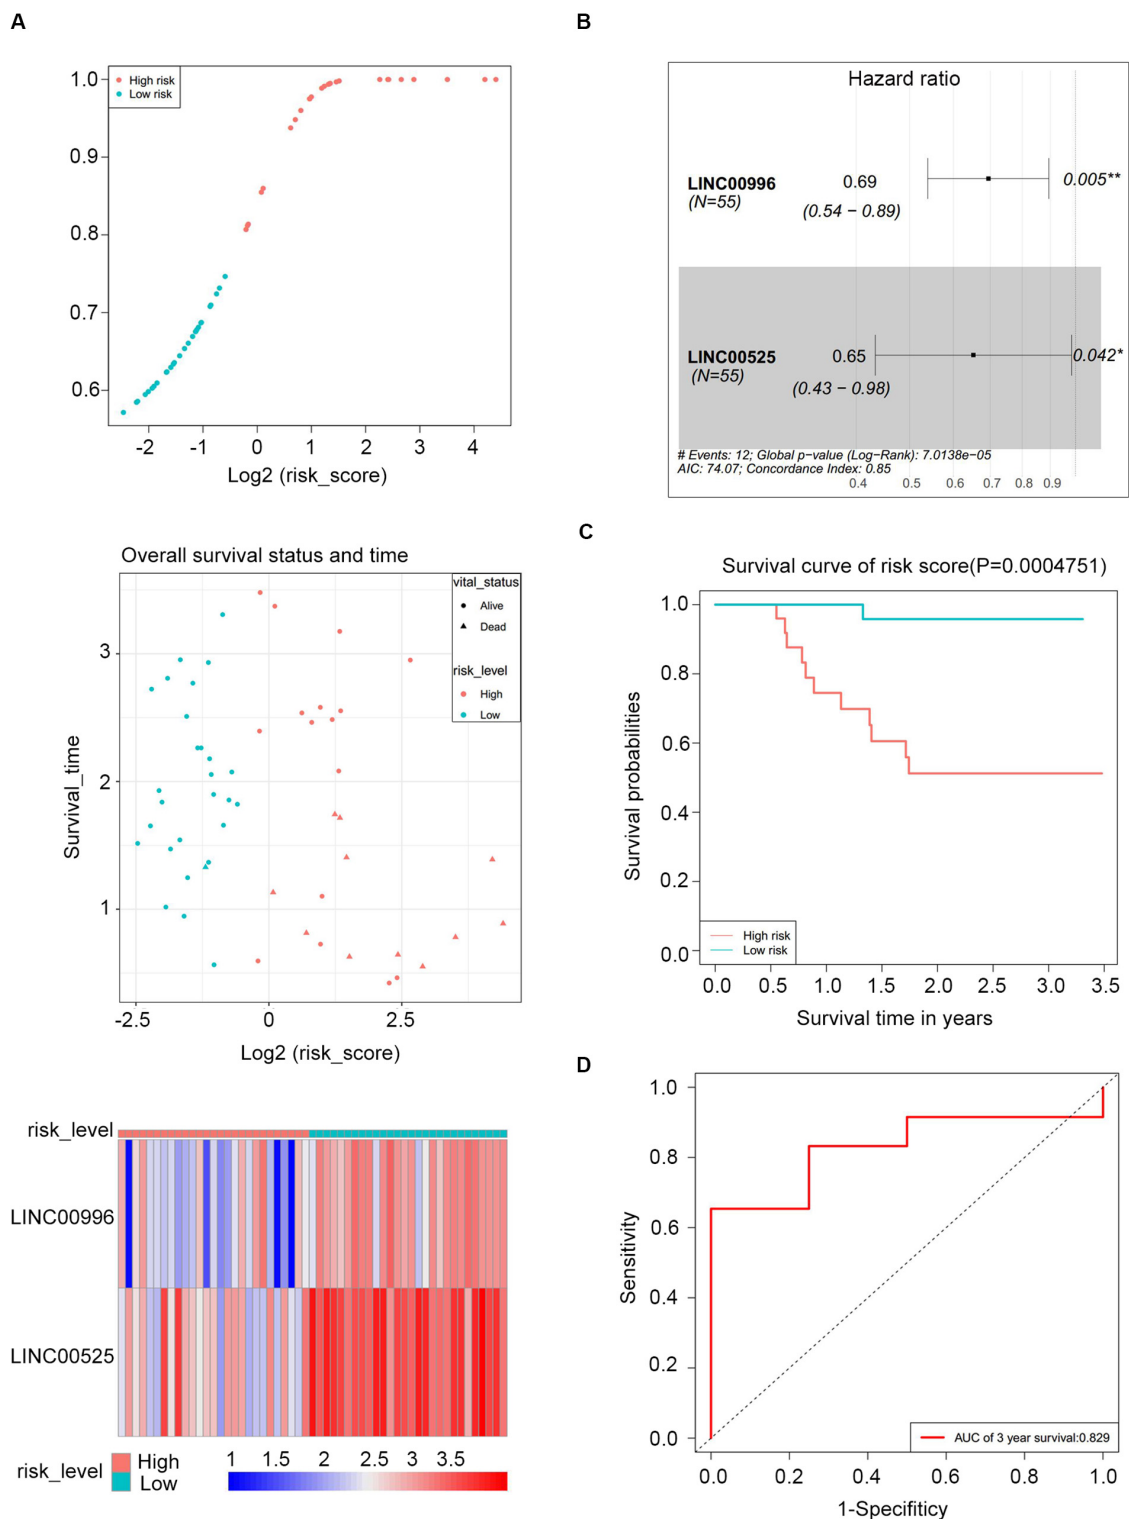 A
High risk
Low risk
1.0
0.9
0.8
0.7
0.6
-2 -1 0 1 2 3 4
Log2 (risk_score)
B
Hazard ratio
LINC00996
(N=55)
0.69
(0.54 − 0.89)
0.005**
LINC00525
(N=55)
0.65
(0.43 − 0.98)
0.042*
# Events: 12; Global p−value (Log−Rank): 7.0138e−05
AIC: 74.07; Concordance Index: 0.85
0.4 0.5 0.6 0.7 0.8 0.9
Overall survival status and time
vital_status
Alive
Dead
risk_level
High
Low
Survival_time
3
2
1
-2.5 0 2.5
Log2 (risk_score)
C
Survival curve of risk score(P=0.0004751)
Survival probabilities
1.0
0.8
0.6
0.4
0.2
0.0
High risk
Low risk
0.0 0.5 1.0 1.5 2.0 2.5 3.0 3.5
Survival time in years
risk_level
LINC00996
LINC00525
risk_level
High
Low
1 1.5 2 2.5 3 3.5
D
Sensitivity
1.0
0.8
0.6
0.4
0.2
0.0
AUC of 3 year survival:0.829
0.0 0.2 0.4 0.6 0.8 1.0
1-Specifiticy